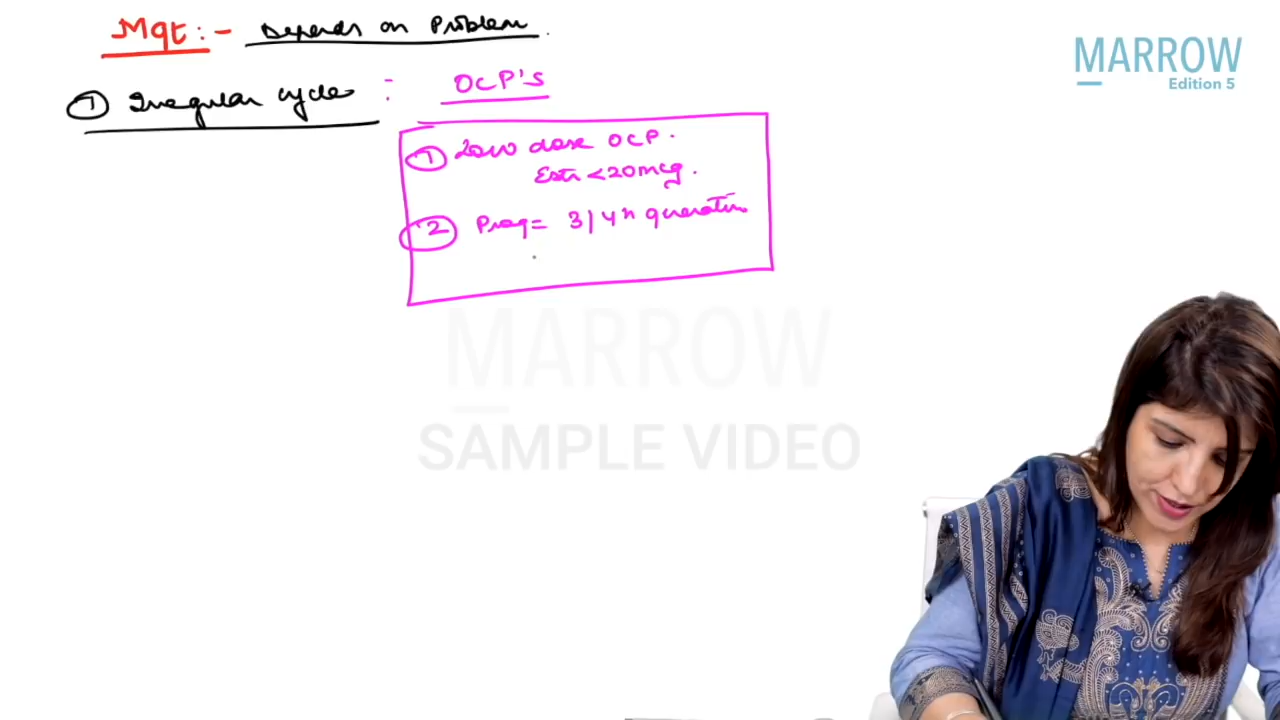 Mgt:- Depends on Problem.
① Irregular cycles : OCP's
① Low dose OCP.
Estr <20mcg.
② Prog= 3/4th generation
MARROW
Edition 5
MARROW
SAMPLE VIDEO